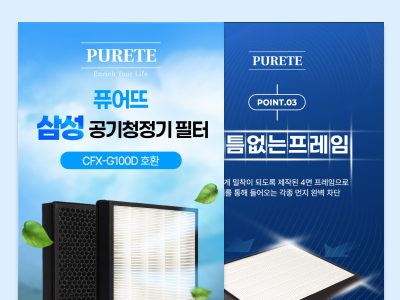 PURETE
Enrich Your Life
퓨어뜨
삼성 공기청정기 필터
CFX-G100D 호환
PURETE
POINT.03
틈없는프레임
게 밀착이 되도록 제작된 4면 프레임으로
를 통해 들어오는 각종 먼지 완벽 차단